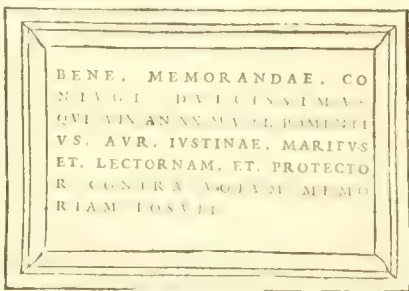 BENE. MEMORANDAE. CO
NIVGI
QVI VIX AN
VS. AVR. IVSTINAE. MARITVS
ET. LECTORNAM. ET. PROTECTO
R CONTRA VOTVM MEMO
RIAM POSVIT